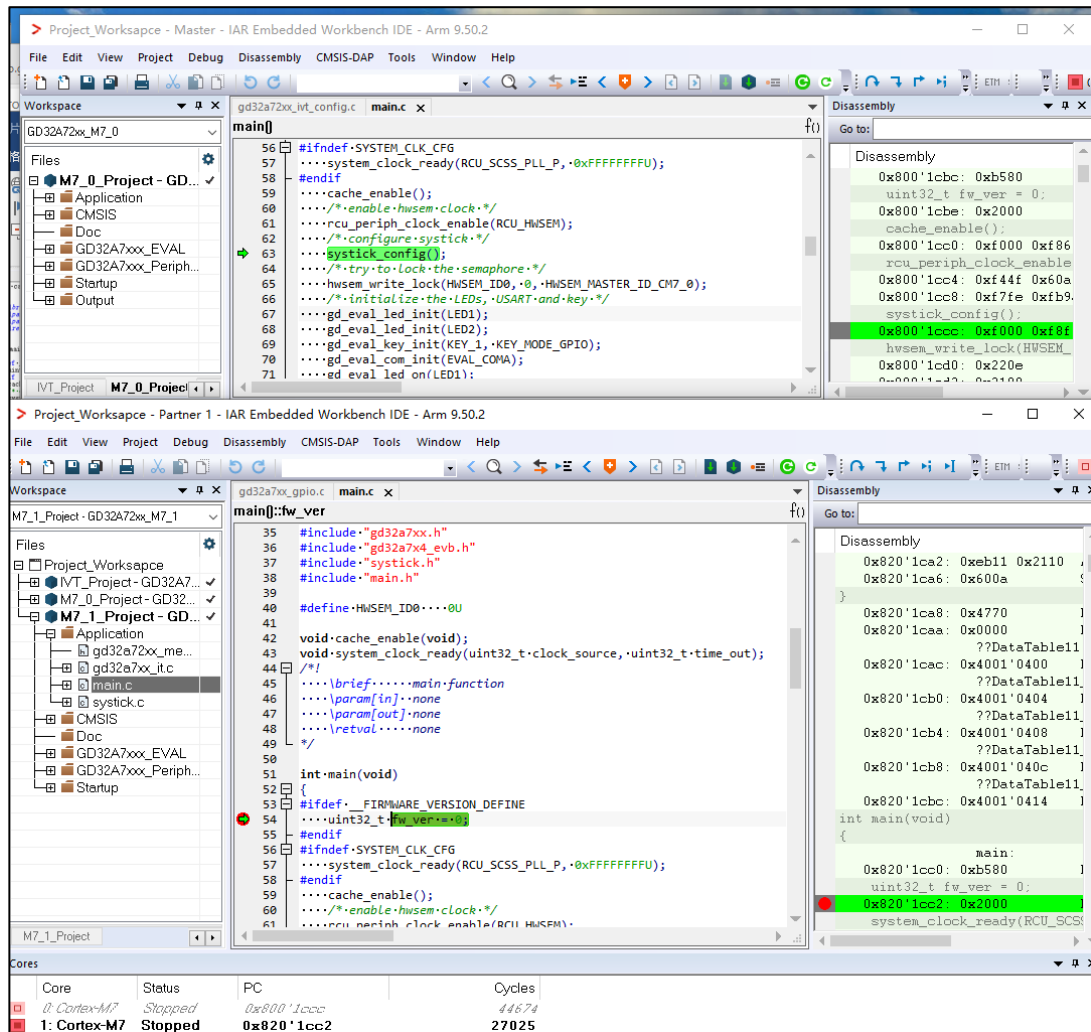 Project_Worksapce - Master - IAR Embedded Workbench IDE - Arm 9.50.2
File Edit View Project Debug Disassembly CMSIS-DAP Tools Window Help
Workspace
GD32A72xx_M7_0
Files
M7_0_Project - GD...
Application
CMSIS
Doc
GD32A7xxx_EVAL
GD32A7xxx_Periph...
Startup
Output
IVT_Project M7_0_Projec
gd32a72xx_ivt_config.c main.c
main()
56 #ifndef·SYSTEM_CLK_CFG
57 ····system_clock_ready(RCU_SCSS_PLL_P,·0xFFFFFFFFU);
58 #endif
59 ····cache_enable();
60 ····/*·enable·hwsem·clock·*/
61 ····rcu_periph_clock_enable(RCU_HWSEM);
62 ····/*·configure·systick·*/
63 ····systick_config();
64 ····/*·try·to·lock·the·semaphore·*/
65 ····hwsem_write_lock(HWSEM_ID0,·0,·HWSEM_MASTER_ID_CM7_0);
66 ····/*·initialize·the·LEDs,·USART·and·key·*/
67 ····gd_eval_led_init(LED1);
68 ····gd_eval_led_init(LED2);
69 ····gd_eval_key_init(KEY_1,·KEY_MODE_GPIO);
70 ····gd_eval_com_init(EVAL_COMA);
71 ····gd_eval_led_on(LED1);
Disassembly
Go to:
Disassembly
0x800'1cbc: 0xb580
uint32_t fw_ver = 0;
0x800'1cbe: 0x2000
cache_enable();
0x800'1cc0: 0xf000 0xf86
rcu_periph_clock_enable
0x800'1cc4: 0xf44f 0x60a
0x800'1cc8: 0xf7fe 0xfb9
systick_config();
0x800'1ccc: 0xf000 0xf8f
hwsem_write_lock(HWSEM_
0x800'1cd0: 0x220e
Project_Worksapce - Partner 1 - IAR Embedded Workbench IDE - Arm 9.50.2
File Edit View Project Debug Disassembly CMSIS-DAP Tools Window Help
Workspace
M7_1_Project - GD32A72xx_M7_1
Files
Project_Worksapce
IVT_Project - GD32A7...
M7_0_Project - GD32...
M7_1_Project - GD...
Application
gd32a72xx_me...
gd32a7xx_it.c
main.c
systick.c
CMSIS
Doc
GD32A7xxx_EVAL
GD32A7xxx_Periph...
Startup
M7_1_Project
gd32a7xx_gpio.c main.c
main()::fw_ver
35 #include·"gd32a7xx.h"
36 #include·"gd32a7x4_evb.h"
37 #include·"systick.h"
38 #include·"main.h"
39
40 #define·HWSEM_ID0····0U
41
42 void·cache_enable(void);
43 void·system_clock_ready(uint32_t·clock_source,·uint32_t·time_out);
44 /*!
45 ····\brief······main·function
46 ····\param[in]··none
47 ····\param[out]·none
48 ····\retval·····none
49 */
50
51 int·main(void)
52 {
53 #ifdef·__FIRMWARE_VERSION_DEFINE
54 ····uint32_t·fw_ver·=·0;
55 #endif
56 #ifndef·SYSTEM_CLK_CFG
57 ····system_clock_ready(RCU_SCSS_PLL_P,·0xFFFFFFFFU);
58 #endif
59 ····cache_enable();
60 ····/*·enable·hwsem·clock·*/
61 ····rcu_periph_clock_enable(RCU_HWSEM);
Disassembly
Go to:
Disassembly
0x820'1ca2: 0xeb11 0x2110
0x820'1ca6: 0x600a
}
0x820'1ca8: 0x4770
0x820'1caa: 0x0000
??DataTable11_
0x820'1cac: 0x4001'0400
??DataTable11_
0x820'1cb0: 0x4001'0404
??DataTable11_
0x820'1cb4: 0x4001'0408
??DataTable11_
0x820'1cb8: 0x4001'040c
??DataTable11_
0x820'1cbc: 0x4001'0414
int main(void)
{
main:
0x820'1cc0: 0xb580
uint32_t fw_ver = 0;
0x820'1cc2: 0x2000
system_clock_ready(RCU_SCS
Cores
Core Status PC Cycles
0: Cortex-M7 Stopped 0x800'1ccc 44674
1: Cortex-M7 Stopped 0x820'1cc2 27025